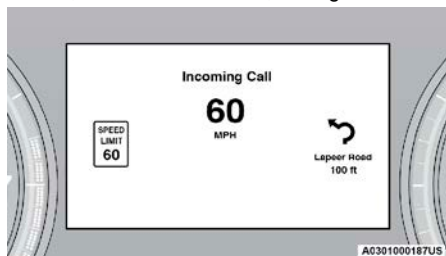 Incoming Call
60
MPH
SPEED
LIMIT
60
Lapeer Road
100 ft
A0301000187US